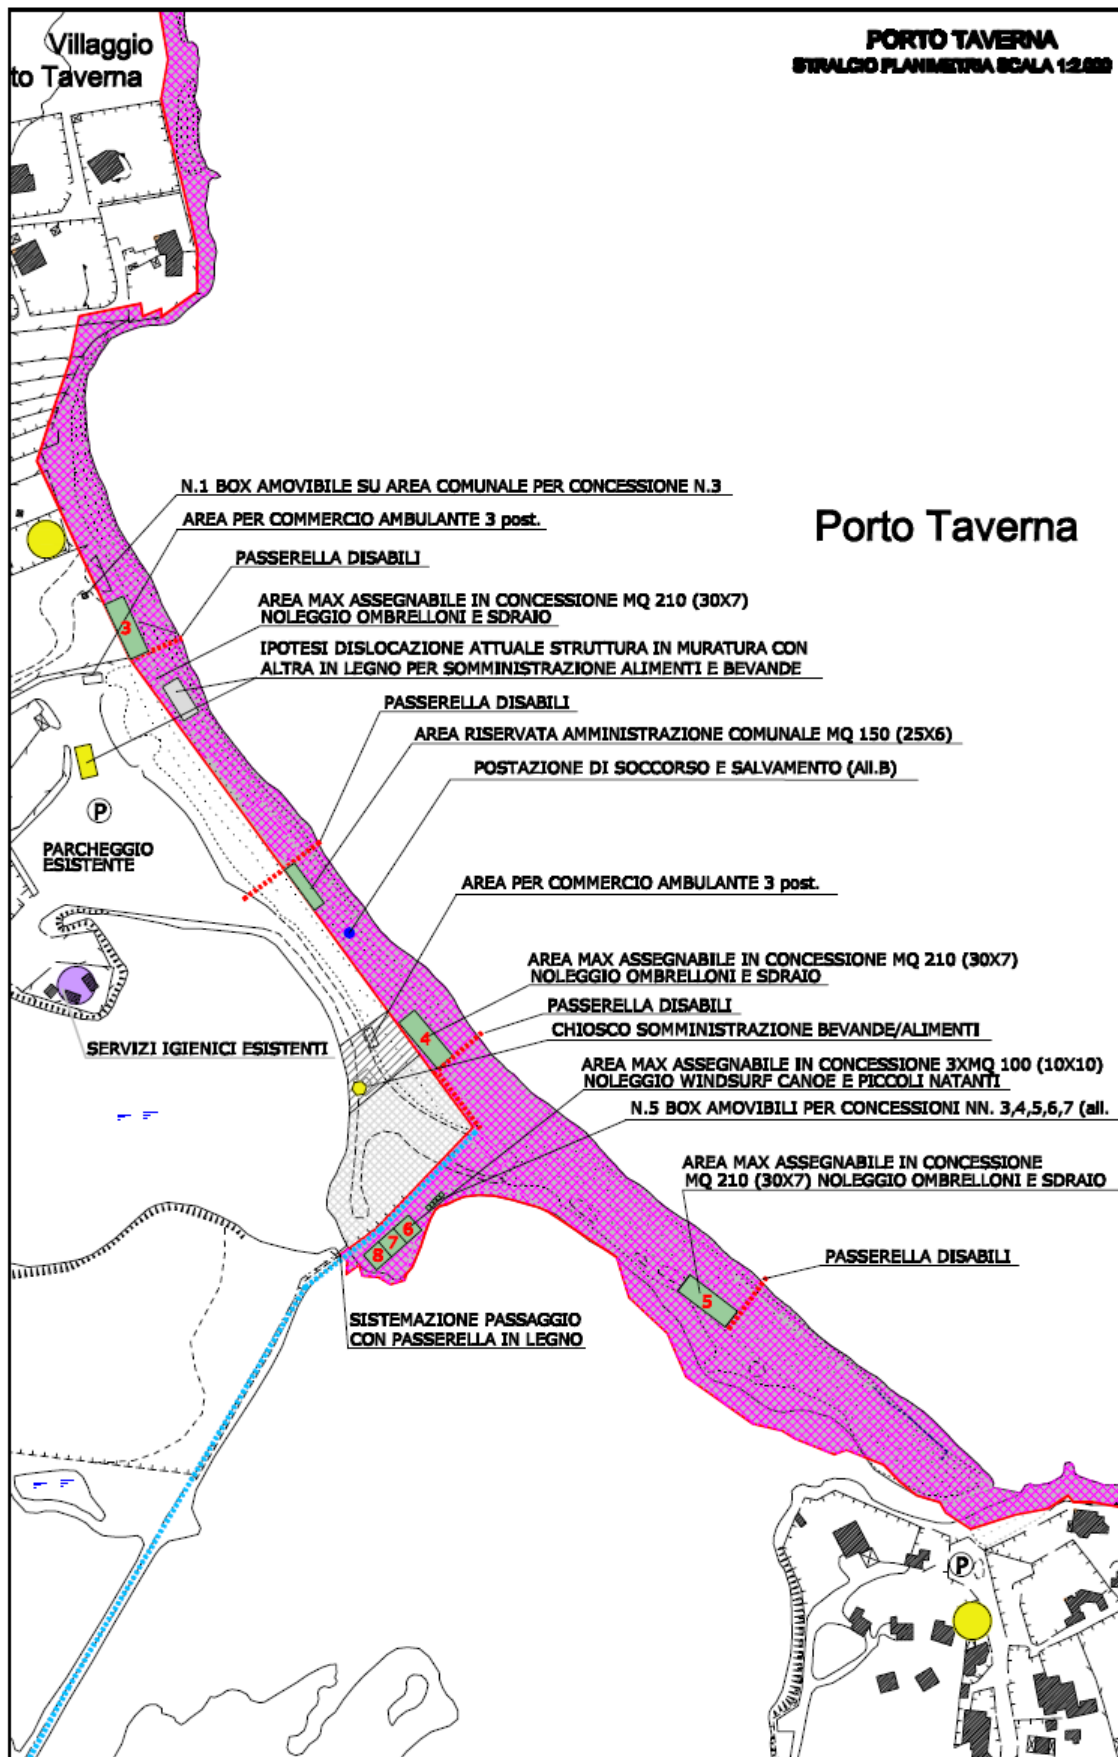 Villaggio
to Taverna
PORTO TAVERNA
STRALCIO PLANIMETRIA SCALA 1:2.000
N.1 BOX AMOVIBILE SU AREA COMUNALE PER CONCESSIONE N.3
AREA PER COMMERCIO AMBULANTE 3 post.
Porto Taverna
PASSERELLA DISABILI
AREA MAX ASSEGNABILE IN CONCESSIONE MQ 210 (30X7)
NOLEGGIO OMBRELLONI E SDRAIO
3
IPOTESI DISLOCAZIONE ATTUALE STRUTTURA IN MURATURA CON
ALTRA IN LEGNO PER SOMMINISTRAZIONE ALIMENTI E BEVANDE
PASSERELLA DISABILI
AREA RISERVATA AMMINISTRAZIONE COMUNALE MQ 150 (25X6)
POSTAZIONE DI SOCCORSO E SALVAMENTO (All.B)
P
PARCHEGGIO
ESISTENTE
AREA PER COMMERCIO AMBULANTE 3 post.
AREA MAX ASSEGNABILE IN CONCESSIONE MQ 210 (30X7)
NOLEGGIO OMBRELLONI E SDRAIO
PASSERELLA DISABILI
4
CHIOSCO SOMMINISTRAZIONE BEVANDE/ALIMENTI
SERVIZI IGIENICI ESISTENTI
AREA MAX ASSEGNABILE IN CONCESSIONE 3XMQ 100 (10X10)
NOLEGGIO WINDSURF CANOE E PICCOLI NATANTI
N.5 BOX AMOVIBILI PER CONCESSIONI NN. 3,4,5,6,7 (all.
AREA MAX ASSEGNABILE IN CONCESSIONE
MQ 210 (30X7) NOLEGGIO OMBRELLONI E SDRAIO
6
7
8
PASSERELLA DISABILI
5
SISTEMAZIONE PASSAGGIO
CON PASSERELLA IN LEGNO
P